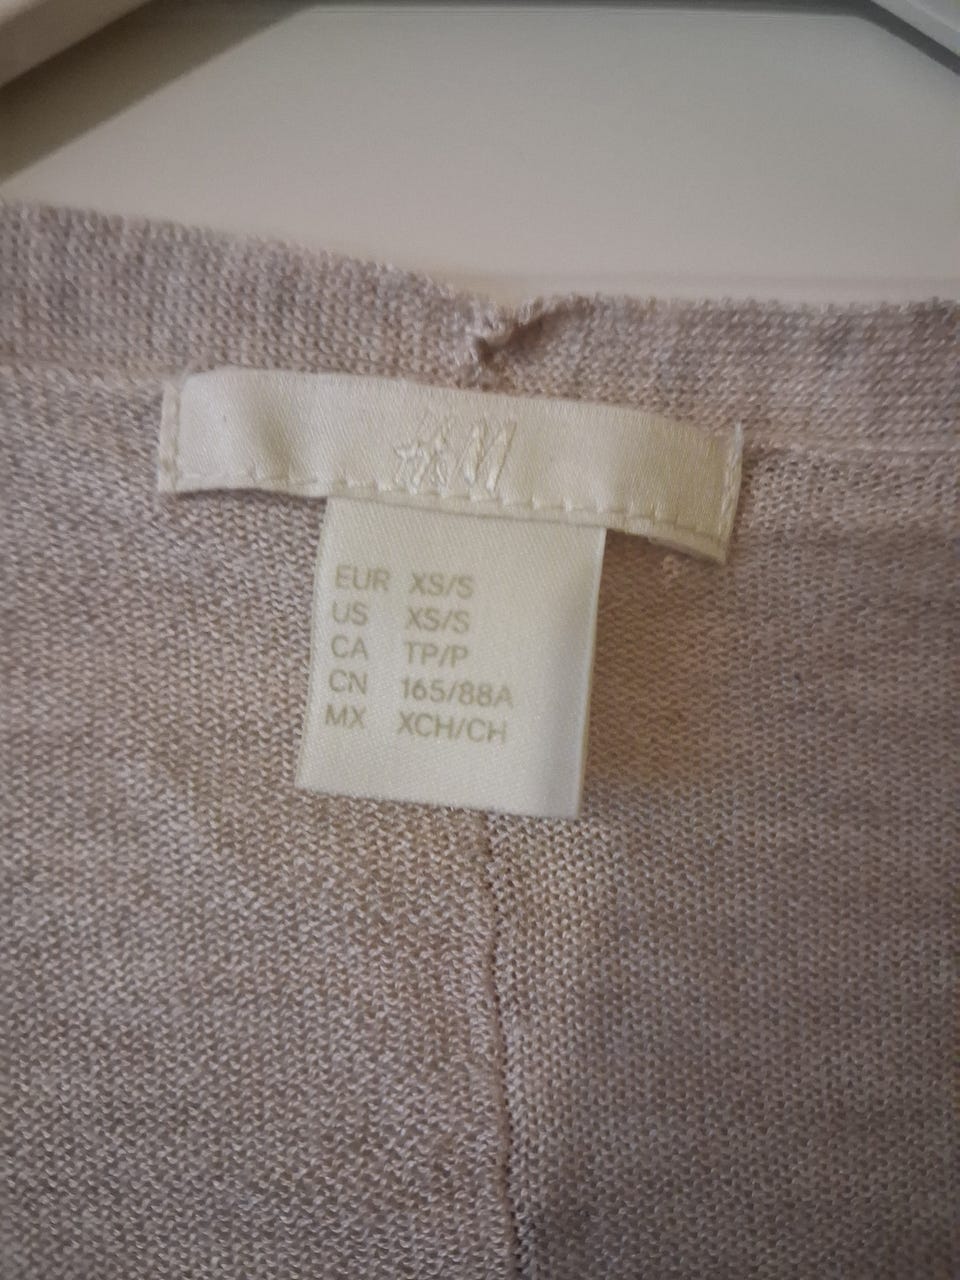 H&M
EUR XS/S
US XS/S
CA TP/P
CN 165/88A
MX XCH/CH